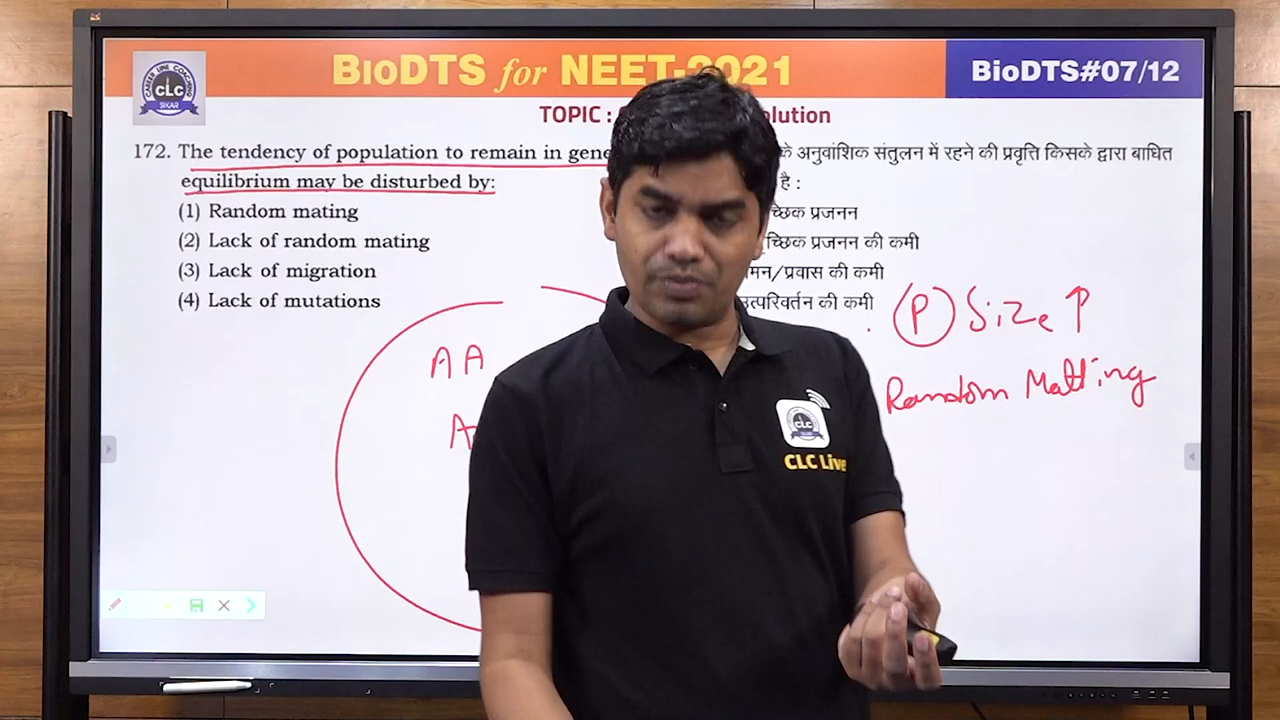 BIODTS for NEET-2021
BIODTS#07/12
CAREER LINE COACHING
CLC
SIKAR
TOPIC : olution
172. The tendency of population to remain in gene
equilibrium may be disturbed by:
(1) Random mating
(2) Lack of random mating
(3) Lack of migration
(4) Lack of mutations
के अनुवांशिक संतुलन में रहने की प्रवृत्ति किसके द्वारा बाधित
है :
च्छिक प्रजनन
च्छिक प्रजनन की कमी
मन/प्रवास की कमी
उत्परिवर्तन की कमी
AA
A
P Size ↑
Random Matting
CLC
CLC Live